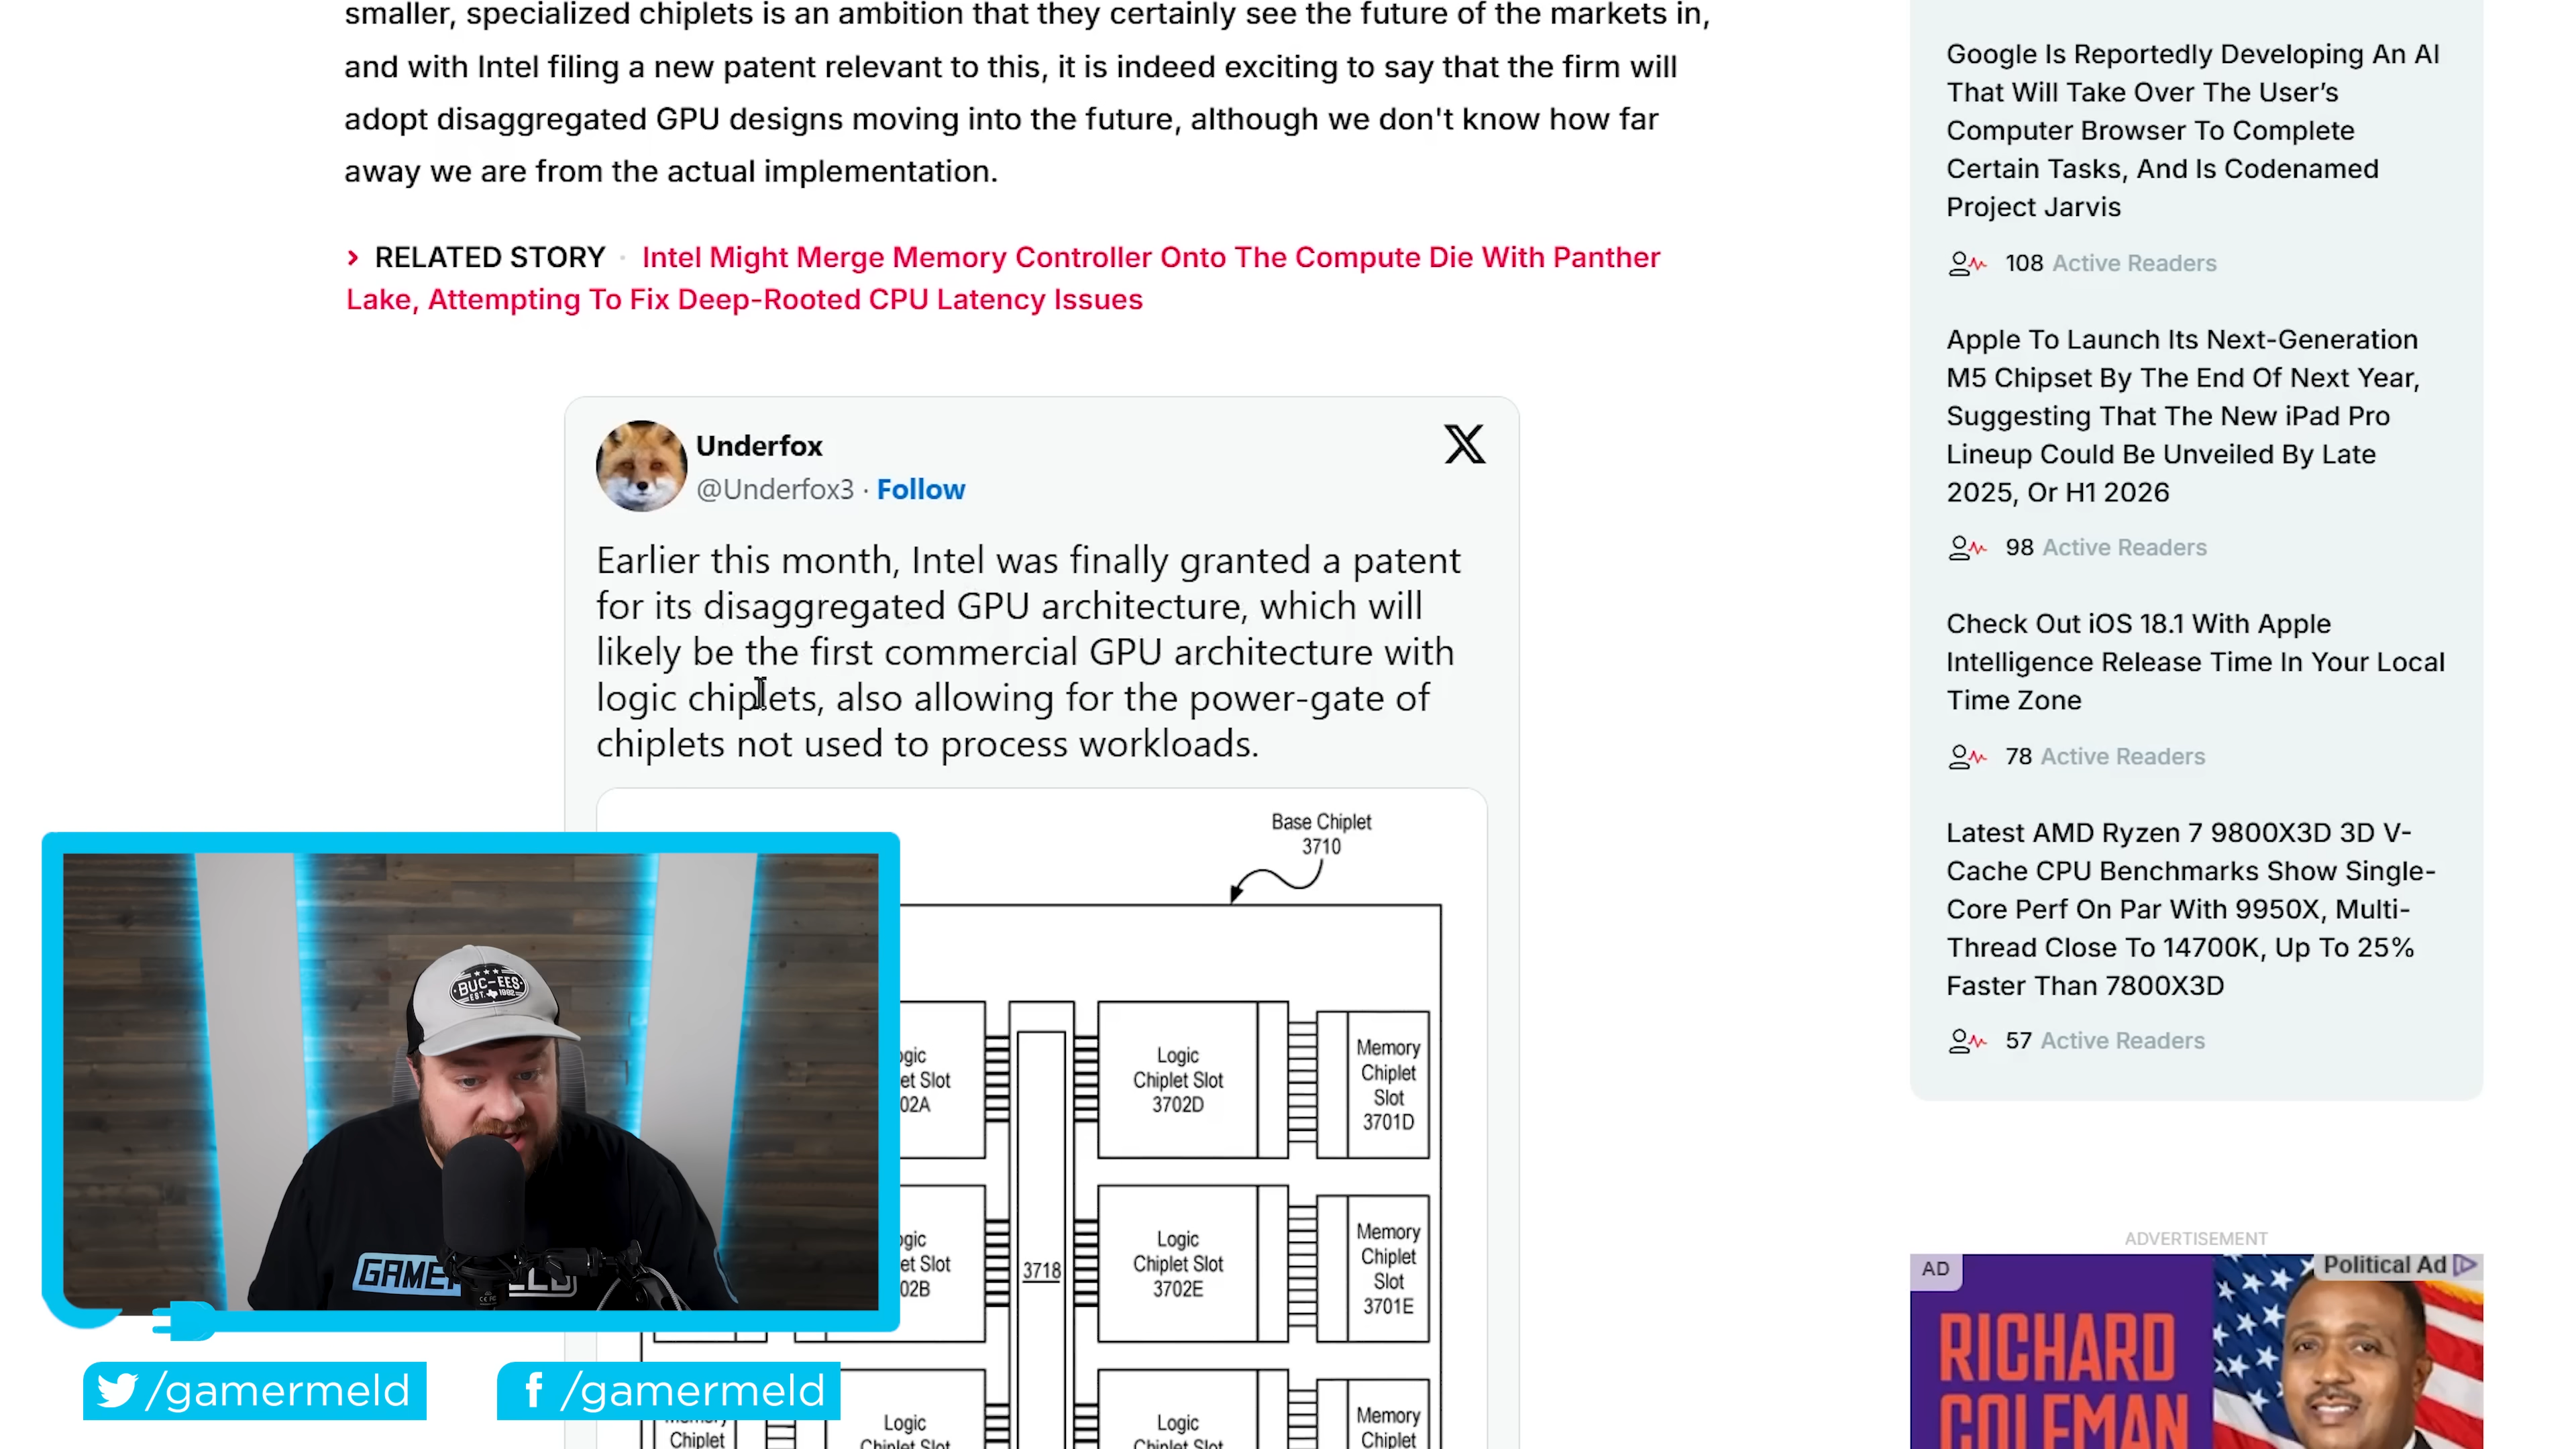 smaller, specialized chiplets is an ambition that they certainly see the future of the markets in,
and with Intel filing a new patent relevant to this, it is indeed exciting to say that the firm will
adopt disaggregated GPU designs moving into the future, although we don't know how far
away we are from the actual implementation.
› RELATED STORY · Intel Might Merge Memory Controller Onto The Compute Die With Panther
Lake, Attempting To Fix Deep-Rooted CPU Latency Issues
Underfox
@Underfox3 · Follow
Earlier this month, Intel was finally granted a patent
for its disaggregated GPU architecture, which will
likely be the first commercial GPU architecture with
logic chiplets, also allowing for the power-gate of
chiplets not used to process workloads.
Base Chiplet
3710
Logic
Chiplet Slot
3702D
Memory
Chiplet
Slot
3701D
3718
Logic
Chiplet Slot
3702E
Memory
Chiplet
Slot
3701E
Chiplet
Logic
Chiplet Slot
Logic
Chiplet Slot
Memory
Chiplet
BUC-EES
EST. 1982
/gamermeld
/gamermeld
Google Is Reportedly Developing An AI
That Will Take Over The User’s
Computer Browser To Complete
Certain Tasks, And Is Codenamed
Project Jarvis
108 Active Readers
Apple To Launch Its Next-Generation
M5 Chipset By The End Of Next Year,
Suggesting That The New iPad Pro
Lineup Could Be Unveiled By Late
2025, Or H1 2026
98 Active Readers
Check Out iOS 18.1 With Apple
Intelligence Release Time In Your Local
Time Zone
78 Active Readers
Latest AMD Ryzen 7 9800X3D 3D V-
Cache CPU Benchmarks Show Single-
Core Perf On Par With 9950X, Multi-
Thread Close To 14700K, Up To 25%
Faster Than 7800X3D
57 Active Readers
ADVERTISEMENT
AD
Political Ad
RICHARD
COLEMAN